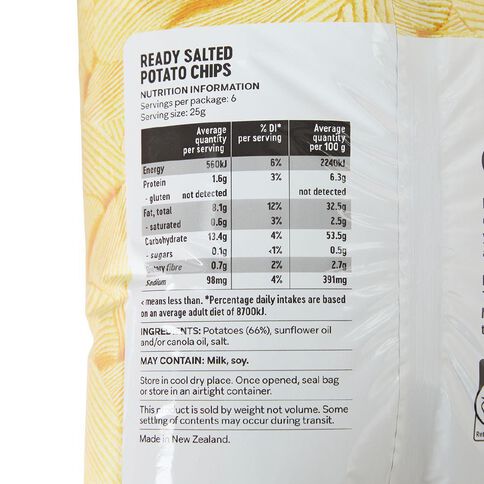 READY SALTED
POTATO CHIPS
NUTRITION INFORMATION
Servings per package: 6
Serving size: 25g
Average quantity per serving % DI* per serving Average quantity per 100 g
Energy 560kJ 6% 2240kJ
Protein 1.6g 3% 6.3g
- gluten not detected not detected
Fat, total 8.1g 12% 32.5g
- saturated 0.6g 3% 2.5g
Carbohydrate 13.4g 4% 53.5g
- sugars 0.1g <1% 0.5g
Dietary fibre 0.7g 2% 2.7g
Sodium 98mg 4% 391mg
< means less than. *Percentage daily intakes are based
on an average adult diet of 8700kJ.
INGREDIENTS: Potatoes (66%), sunflower oil
and/or canola oil, salt.
MAY CONTAIN: Milk, soy.
Store in cool dry place. Once opened, seal bag
or store in an airtight container.
This product is sold by weight not volume. Some
settling of contents may occur during transit.
Made in New Zealand.